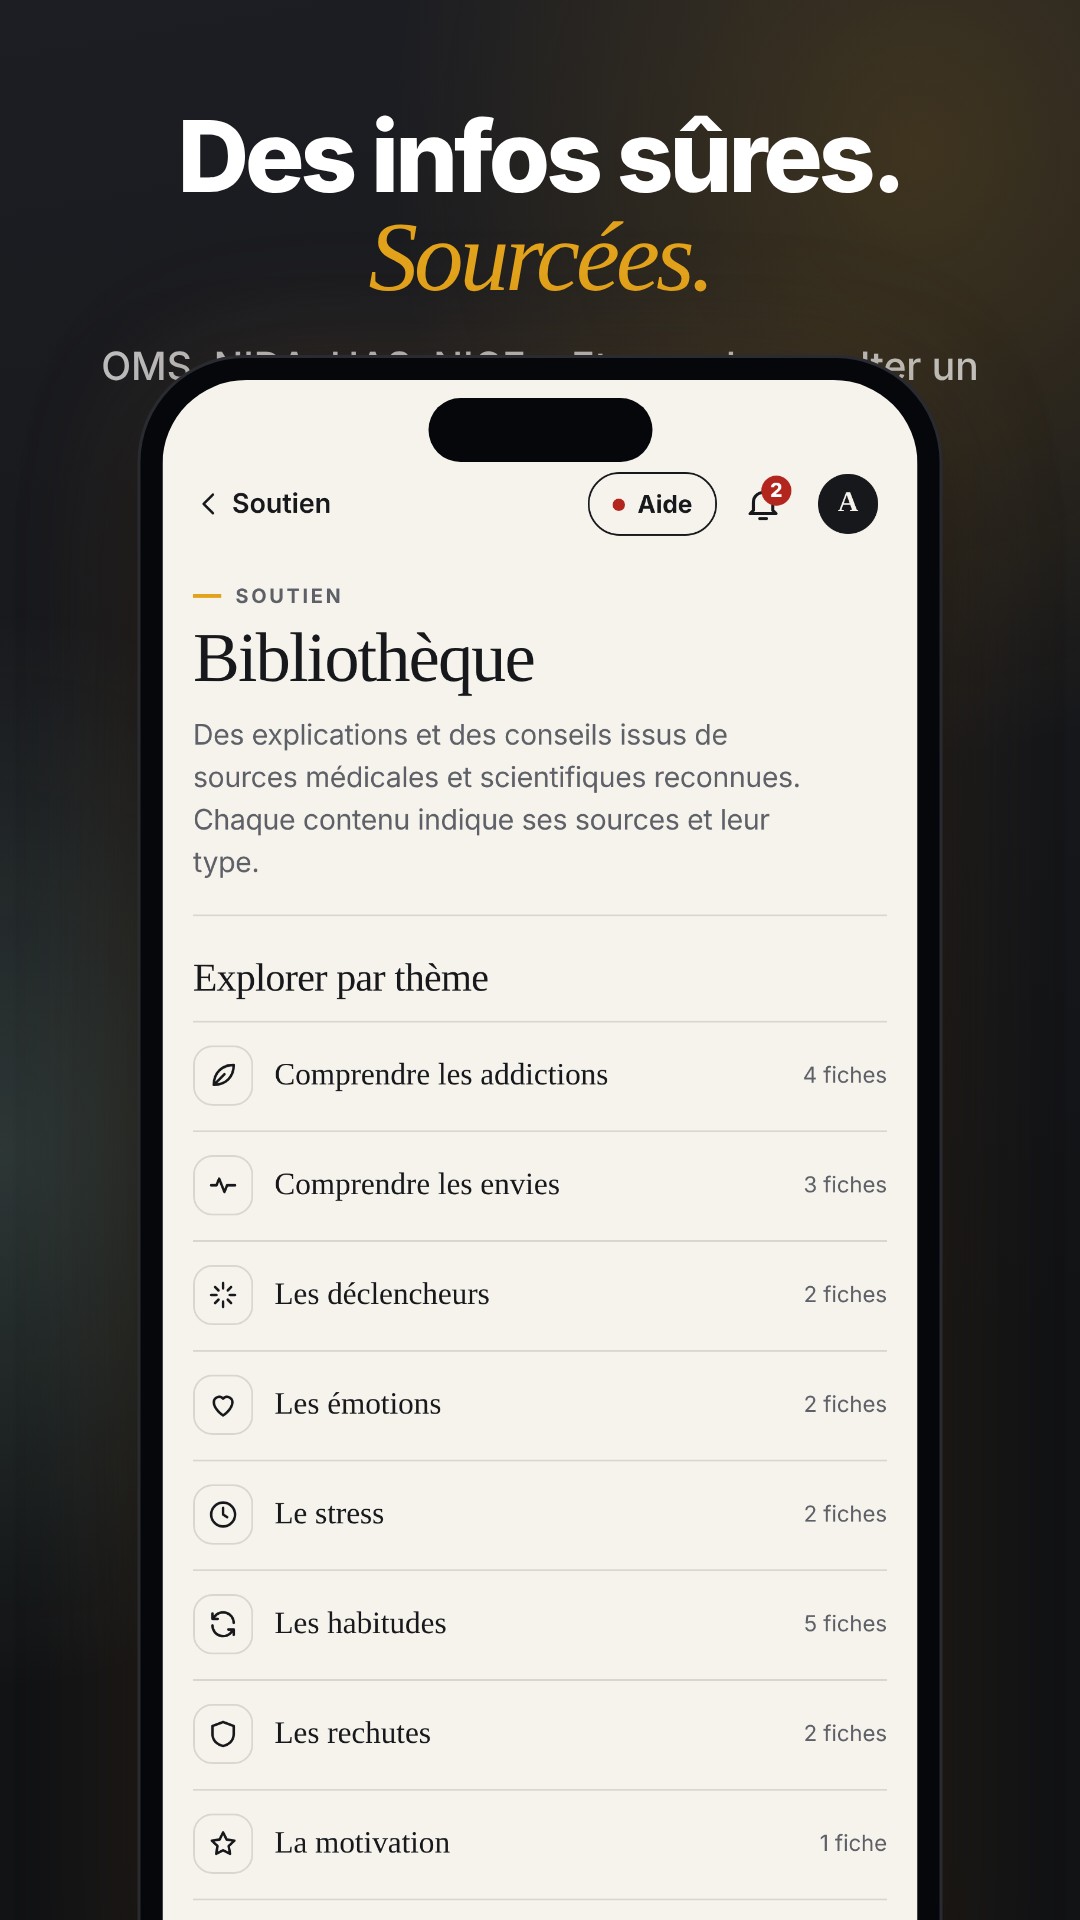 Des infos sûres.
Sourcées.
OMS, NIDA, HAS, NICE un
Soutien
Aide
2
A
SOUTIEN
Bibliothèque
Des explications et des conseils issus de
sources médicales et scientifiques reconnues.
Chaque contenu indique ses sources et leur
type.
Explorer par thème
Comprendre les addictions 4 fiches
Comprendre les envies 3 fiches
Les déclencheurs 2 fiches
Les émotions 2 fiches
Le stress 2 fiches
Les habitudes 5 fiches
Les rechutes 2 fiches
La motivation 1 fiche